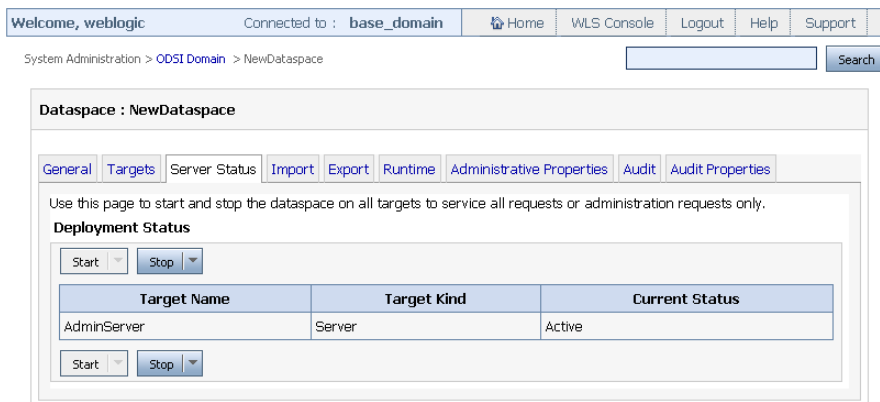 Welcome, weblogic Connected to : base_domain Home WLS Console Logout Help Support
System Administration > ODSI Domain > NewDataspace Search
Dataspace : NewDataspace
General Targets Server Status Import Export Runtime Administrative Properties Audit Audit Properties
Use this page to start and stop the dataspace on all targets to service all requests or administration requests only.
Deployment Status
Start Stop
Target Name Target Kind Current Status
AdminServer Server Active
Start Stop